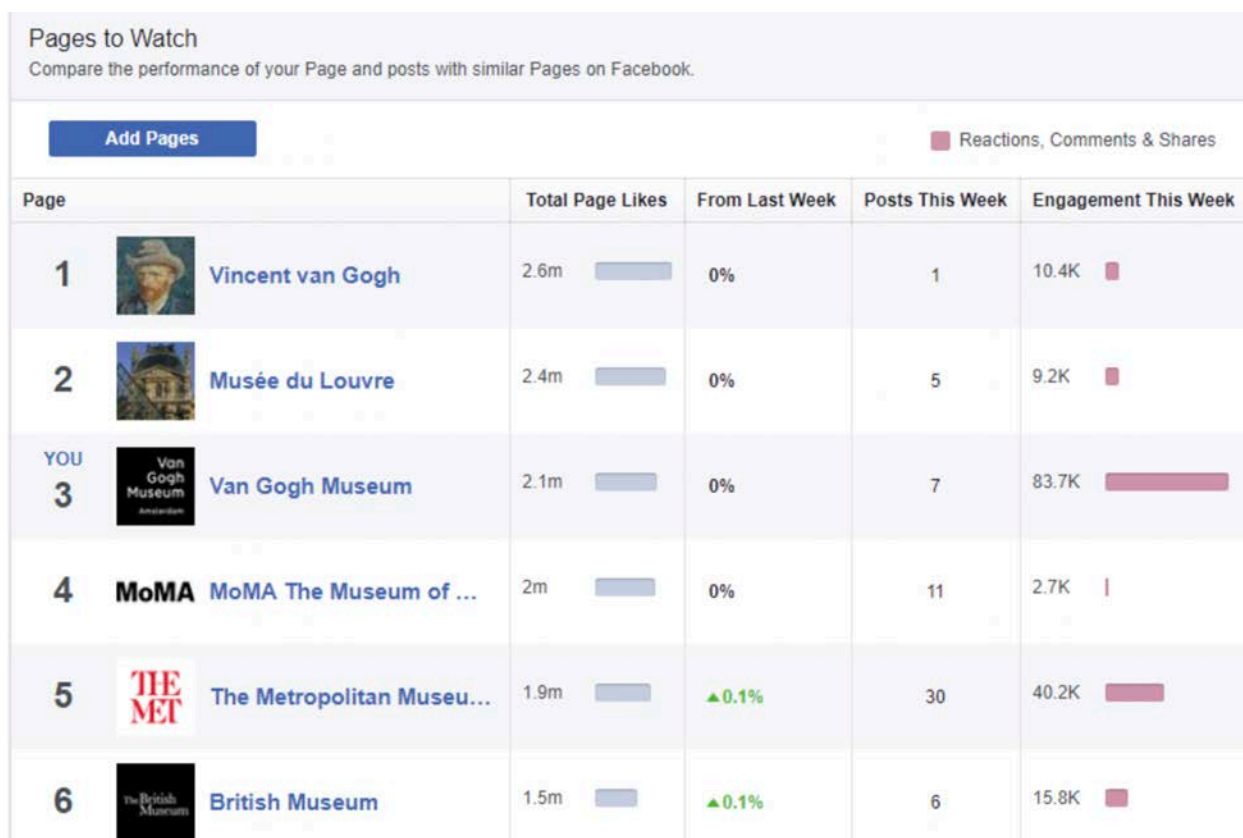 Pages to Watch
Compare the performance of your Page and posts with similar Pages on Facebook.
Add Pages
Reactions, Comments & Shares
Page Total Page Likes From Last Week Posts This Week Engagement This Week
1 Vincent van Gogh 2.6m 0% 1 10.4K
2 Musée du Louvre 2.4m 0% 5 9.2K
YOU
3
Van
Gogh
Museum
Amsterdam
Van Gogh Museum 2.1m 0% 7 83.7K
4 MoMA MoMA The Museum of ... 2m 0% 11 2.7K
5
THE
MET
The Metropolitan Museu... 1.9m 0.1% 30 40.2K
6
The British
Museum
British Museum 1.5m 0.1% 6 15.8K